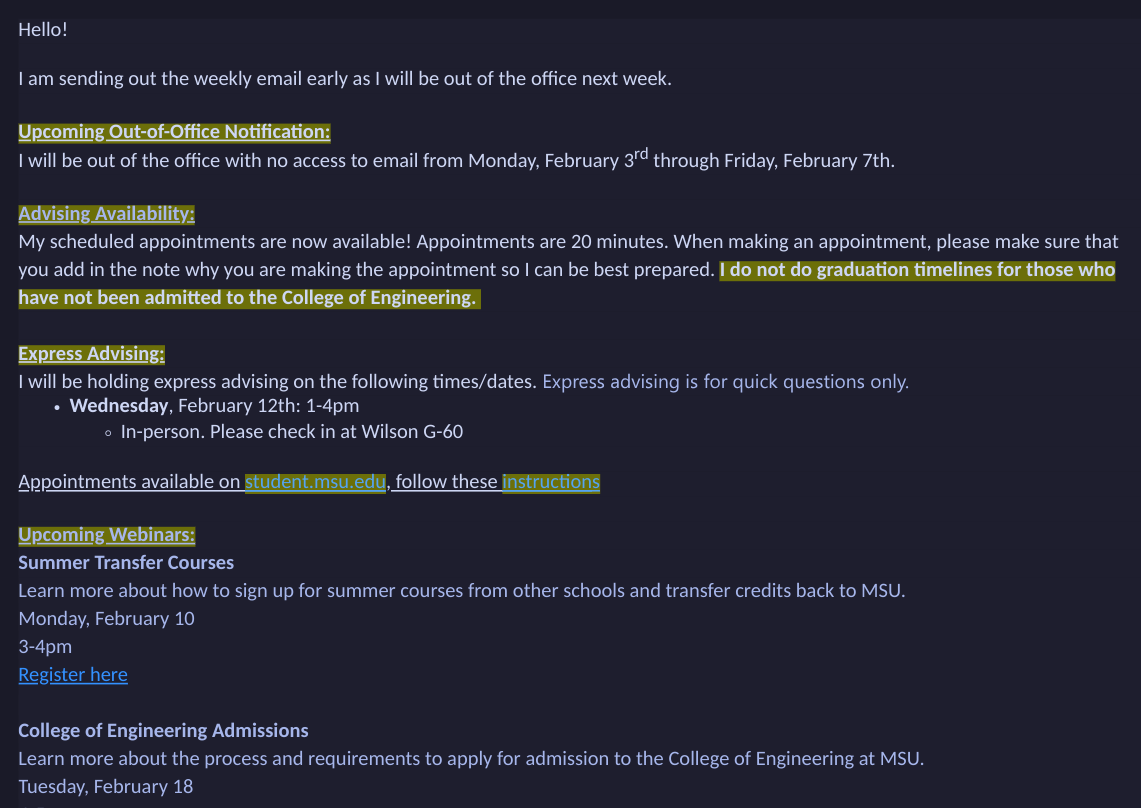 Hello!
I am sending out the weekly email early as I will be out of the office next week.
Upcoming Out-of-Office Notification:
I will be out of the office with no access to email from Monday, February 3rd through Friday, February 7th.
Advising Availability:
My scheduled appointments are now available! Appointments are 20 minutes. When making an appointment, please make sure that
you add in the note why you are making the appointment so I can be best prepared. I do not do graduation timelines for those who
have not been admitted to the College of Engineering.
Express Advising:
I will be holding express advising on the following times/dates. Express advising is for quick questions only.
• Wednesday, February 12th: 1-4pm
◦ In-person. Please check in at Wilson G-60
Appointments available on student.msu.edu, follow these instructions
Upcoming Webinars:
Summer Transfer Courses
Learn more about how to sign up for summer courses from other schools and transfer credits back to MSU.
Monday, February 10
3-4pm
Register here
College of Engineering Admissions
Learn more about the process and requirements to apply for admission to the College of Engineering at MSU.
Tuesday, February 18